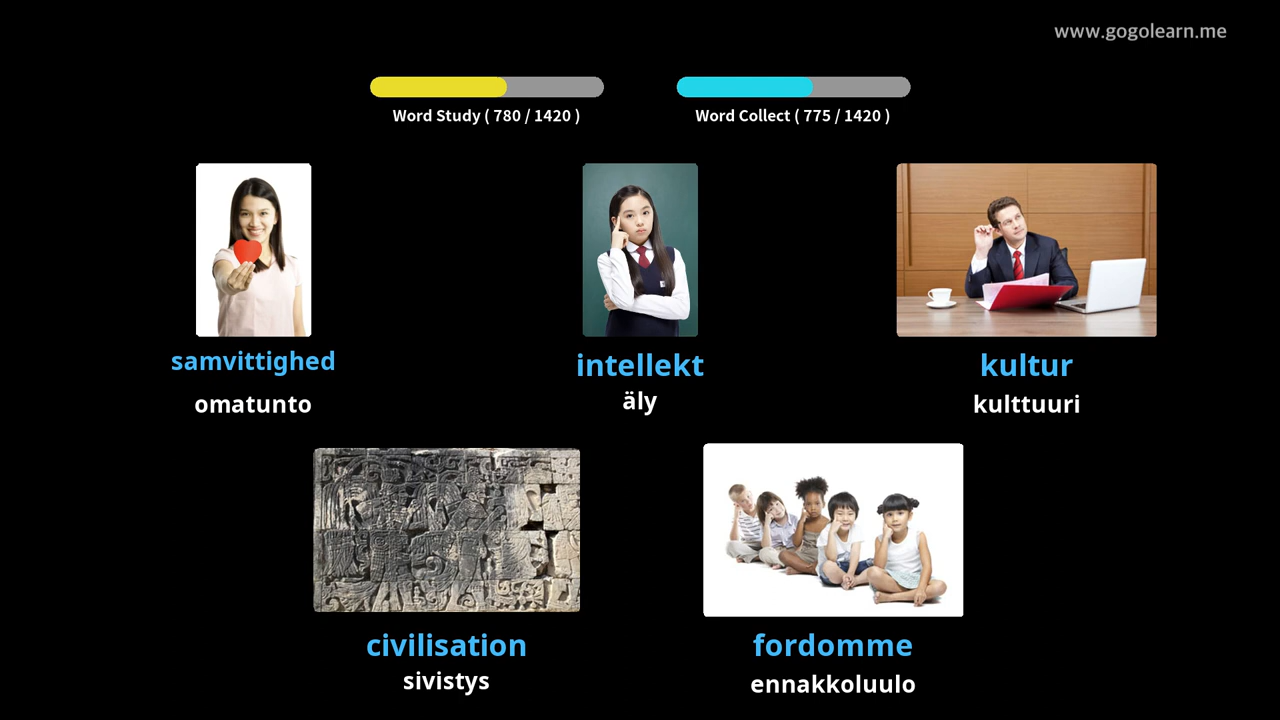 www.gogolearn.me
Word Study ( 780 / 1420 )
Word Collect ( 775 / 1420 )
samvittighed
intellekt
kultur
omatunto
äly
kulttuuri
civilisation
fordomme
sivistys
ennakkoluulo